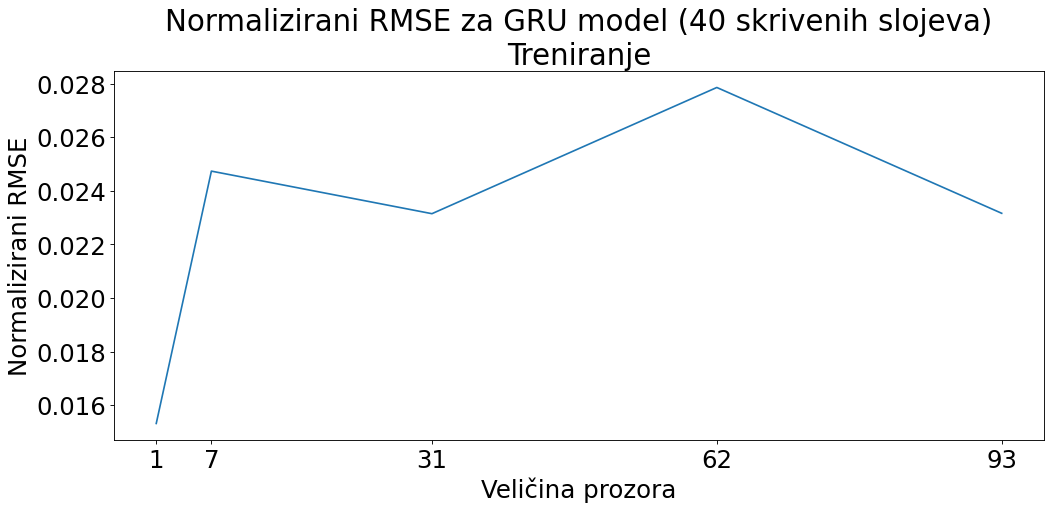 Normalizirani RMSE za GRU model (40 skrivenih slojeva)
Treniranje
Normalizirani RMSE
0.028
0.026
0.024
0.022
0.020
0.018
0.016
1 7 31 62 93
Veličina prozora